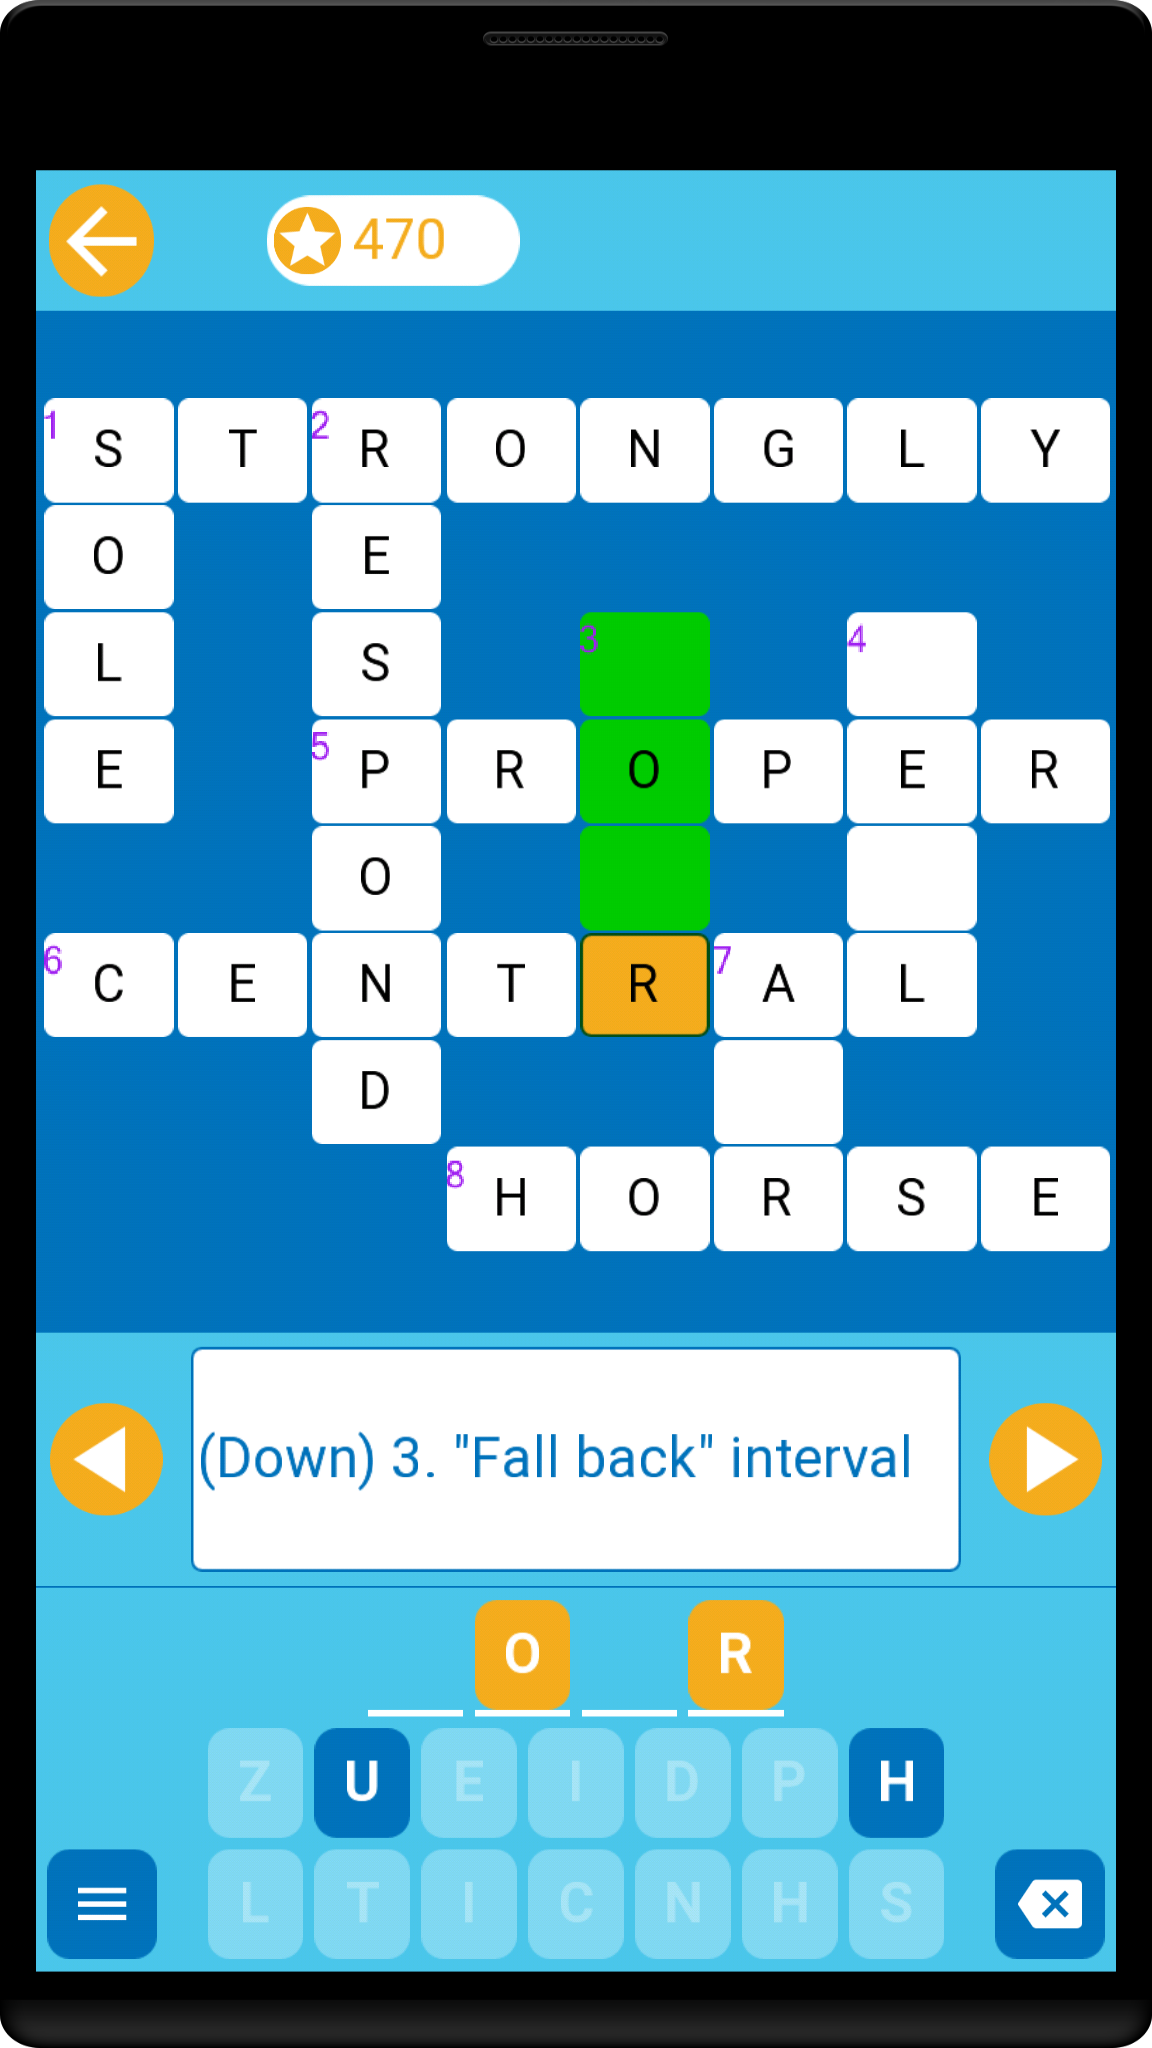 470
1 S T 2 R O N G L Y
O E
L S 3 4
E 5 P R O P E R
O
6 C E N T R 7 A L
D
8 H O R S E
(Down) 3. "Fall back" interval
O R
Z U E I D P H
L T I C N H S